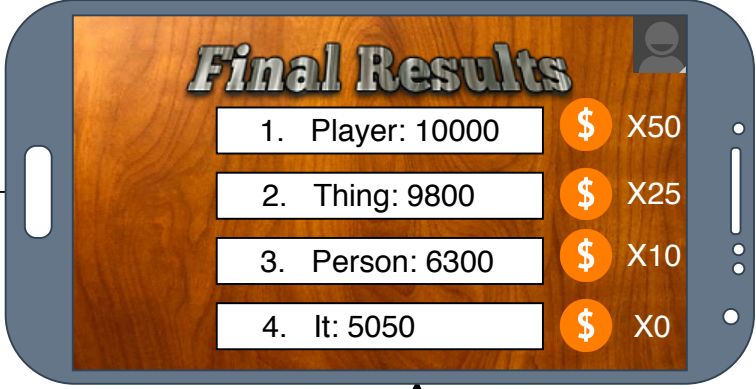 Final Results
1. Player: 10000 $ X50
2. Thing: 9800 $ X25
3. Person: 6300 $ X10
4. It: 5050 $ X0